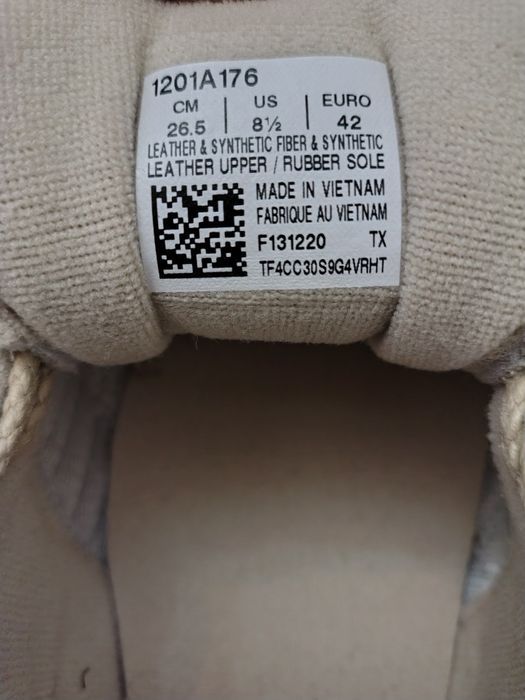 1201A176
CM US EURO
26.5 8½ 42
LEATHER & SYNTHETIC FIBER & SYNTHETIC
LEATHER UPPER / RUBBER SOLE
MADE IN VIETNAM
FABRIQUE AU VIETNAM
F131220 TX
TF4CC30S9G4VRHT